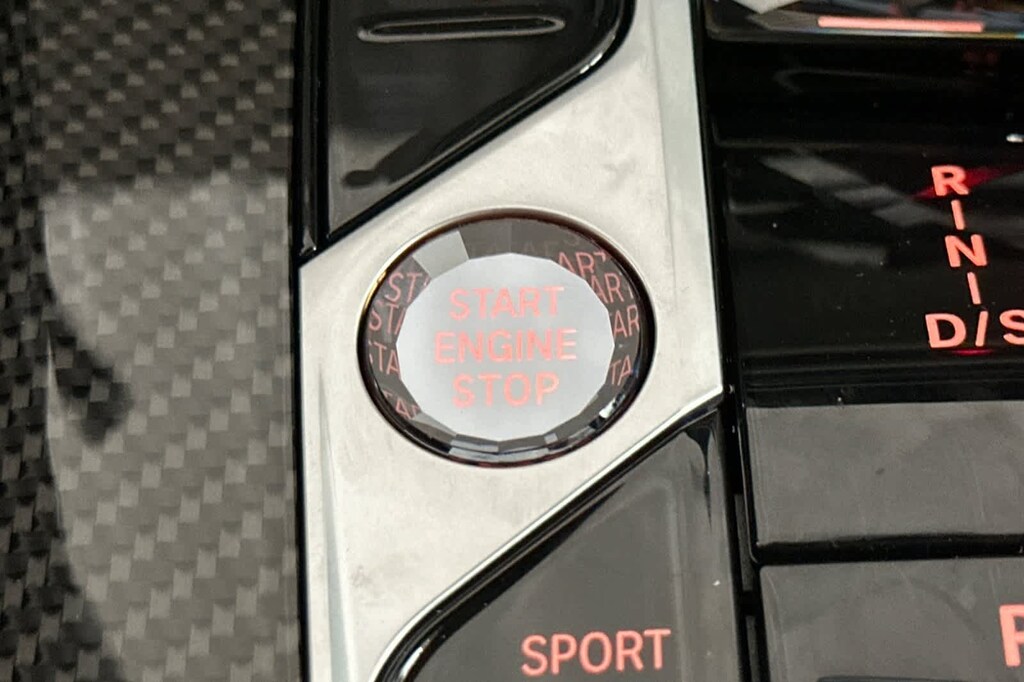 START
ENGINE
STOP
SPORT
R
I
N
I
D/S